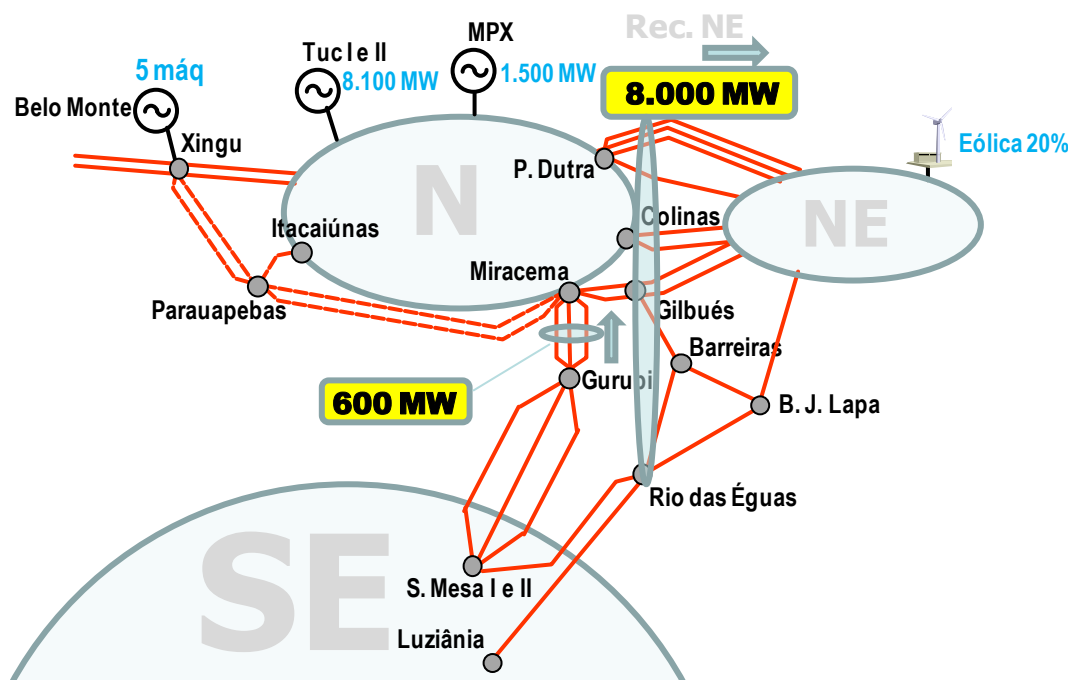 MPX
Rec. NE
Tuc I e II
5 máq
8.100 MW
1.500 MW
8.000 MW
Belo Monte
Xingu
Eólica 20%
P. Dutra
N
Itacaiúnas
Colinas
NE
Miracema
Parauapebas
Gilbués
Barreiras
Gurupi
600 MW
B. J. Lapa
Rio das Éguas
SE
S. Mesa I e II
Luziânia